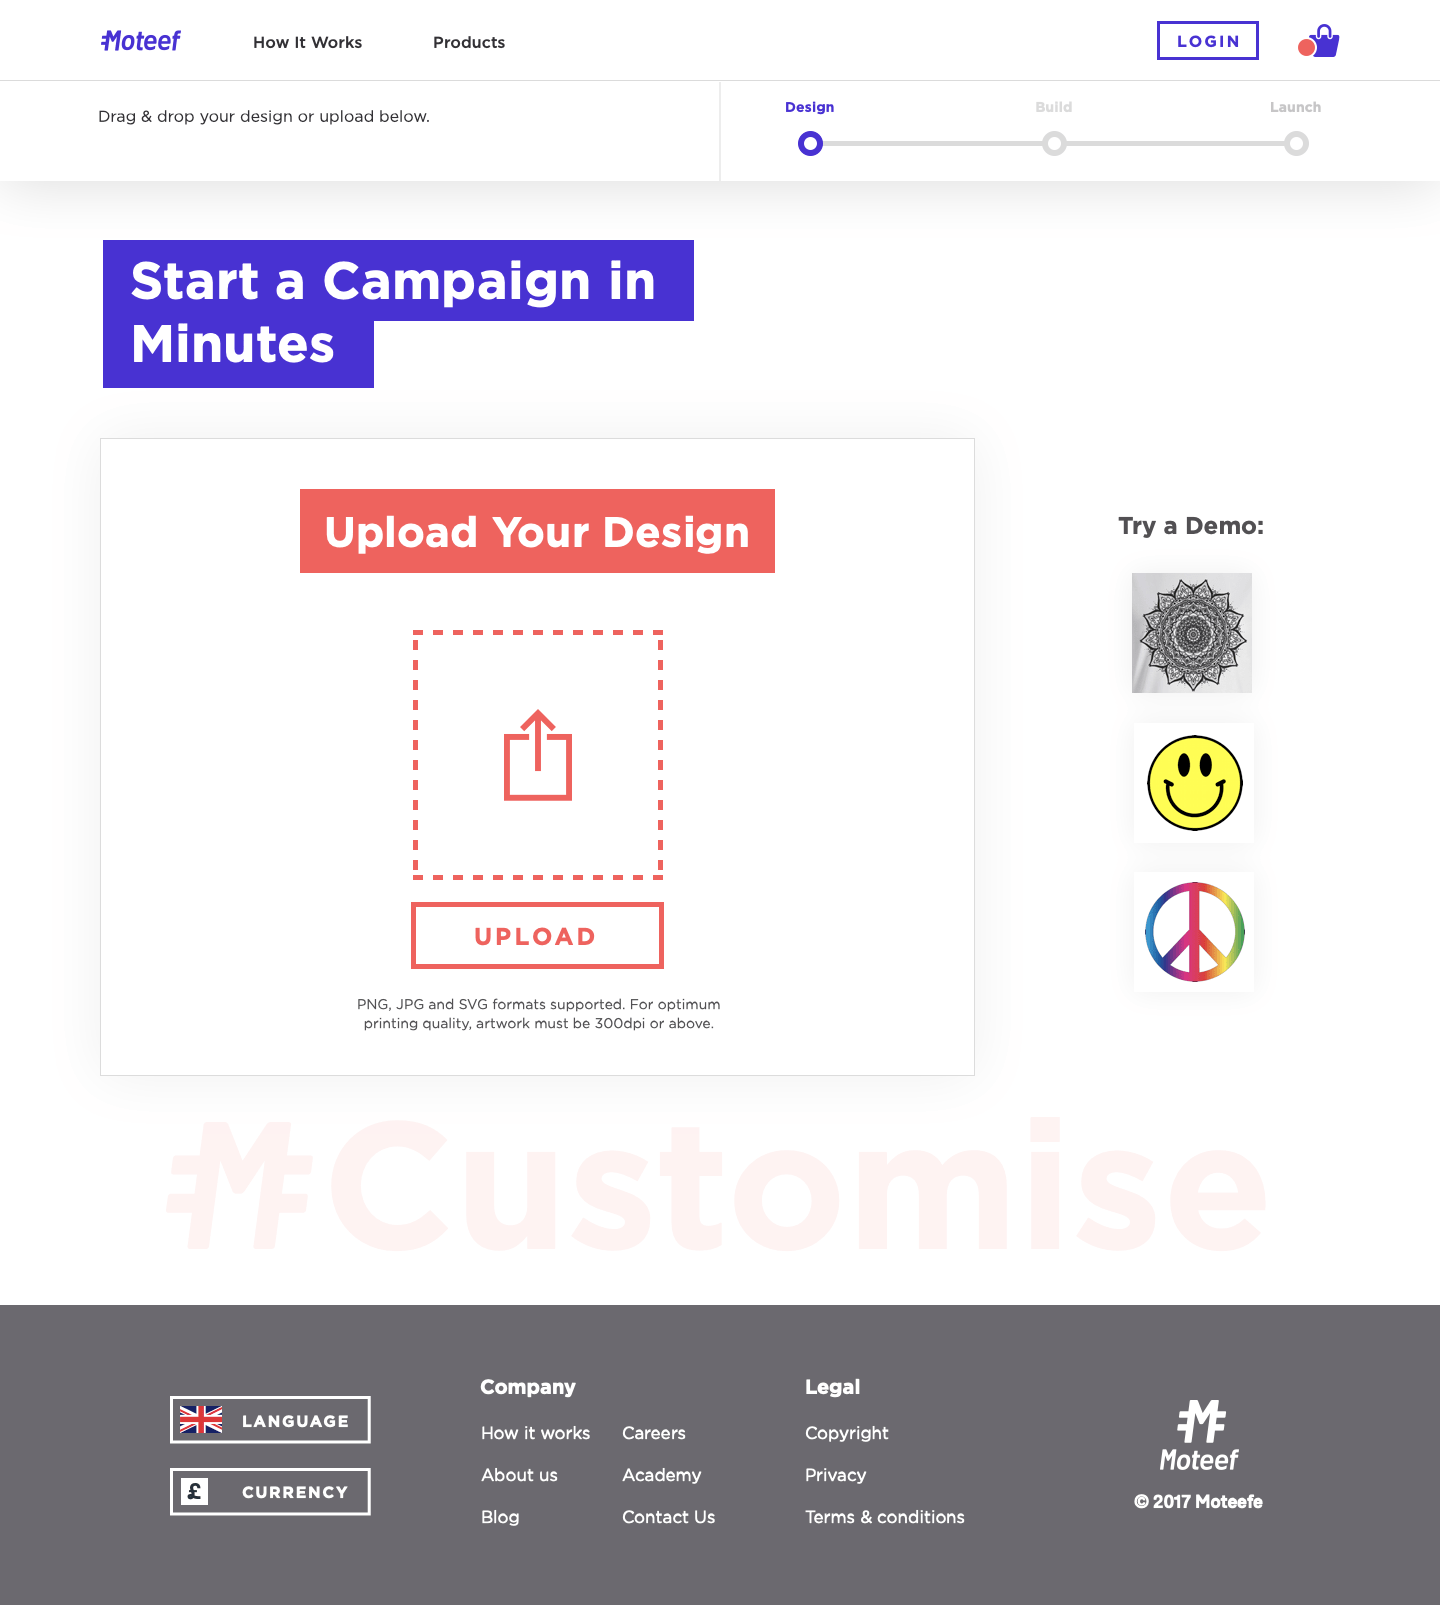 Moteef
How It Works
Products
LOGIN
Drag & drop your design or upload below.
Design
Build
Launch
Start a Campaign in
Minutes
Upload Your Design
UPLOAD
PNG, JPG and SVG formats supported. For optimum
printing quality, artwork must be 300dpi or above.
Try a Demo:
#Customise
LANGUAGE
£ CURRENCY
Company
How it works
Careers
About us
Academy
Blog
Contact Us
Legal
Copyright
Privacy
Terms & conditions
Moteef
© 2017 Moteefe